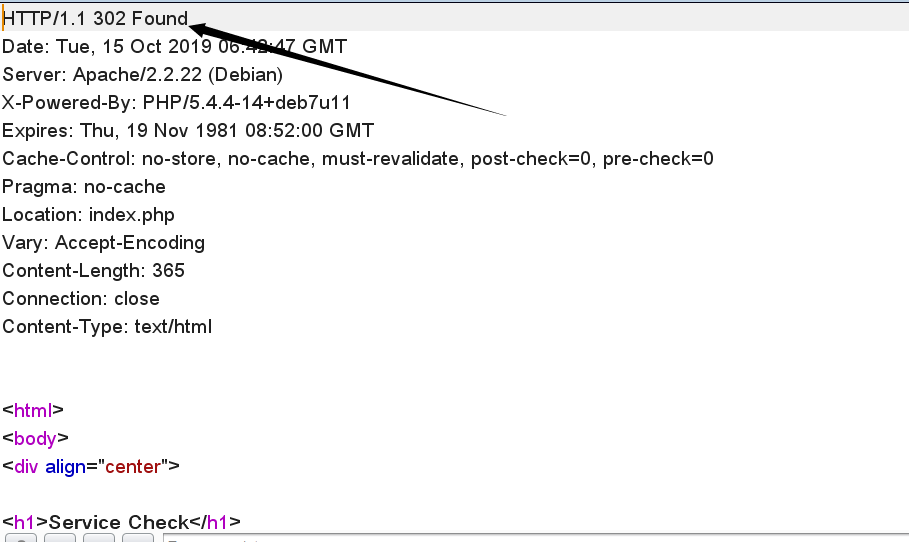 HTTP/1.1 302 Found
Date: Tue, 15 Oct 2019 06:42:47 GMT
Server: Apache/2.2.22 (Debian)
X-Powered-By: PHP/5.4.4-14+deb7u11
Expires: Thu, 19 Nov 1981 08:52:00 GMT
Cache-Control: no-store, no-cache, must-revalidate, post-check=0, pre-check=0
Pragma: no-cache
Location: index.php
Vary: Accept-Encoding
Content-Length: 365
Connection: close
Content-Type: text/html
<html>
<body>
<div align="center">
<h1>Service Check</h1>